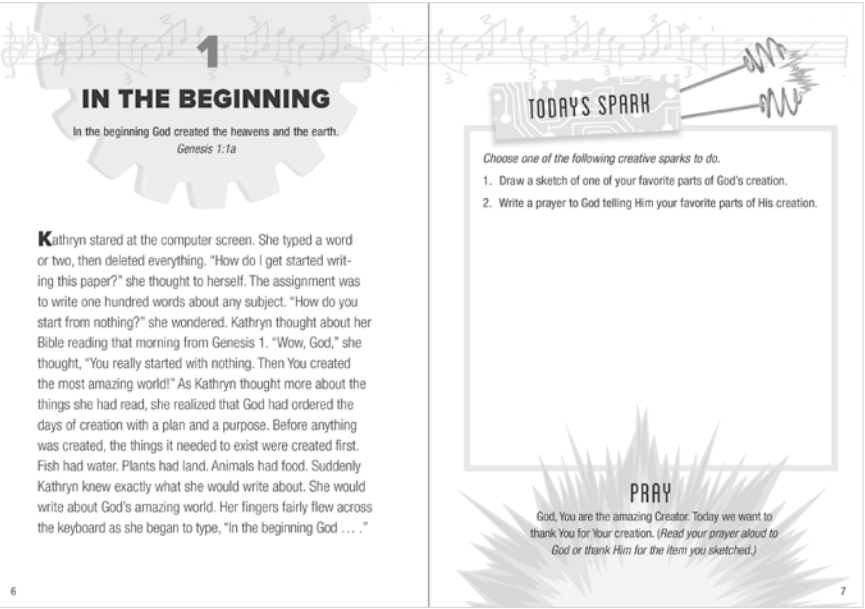 1
IN THE BEGINNING
In the beginning God created the heavens and the earth.
Genesis 1:1a
Kathryn stared at the computer screen. She typed a word
or two, then deleted everything. “How do I get started writ-
ing this paper?” she thought to herself. The assignment was
to write one hundred words about any subject. “How do you
start from nothing?” she wondered. Kathryn thought about her
Bible reading that morning from Genesis 1. “Wow, God,” she
thought, “You really started with nothing. Then You created
the most amazing world!” As Kathryn thought more about the
things she had read, she realized that God had ordered the
days of creation with a plan and a purpose. Before anything
was created, the things it needed to exist were created first.
Fish had water. Plants had land. Animals had food. Suddenly
Kathryn knew exactly what she would write about. She would
write about God’s amazing world. Her fingers fairly flew across
the keyboard as she began to type, “In the beginning God … .”
6
TODAYS SPARK
Choose one of the following creative sparks to do.
1. Draw a sketch of one of your favorite parts of God’s creation.
2. Write a prayer to God telling Him your favorite parts of His creation.
PRAY
God, You are the amazing Creator. Today we want to
thank You for Your creation. (Read your prayer aloud to
God or thank Him for the item you sketched.)
7